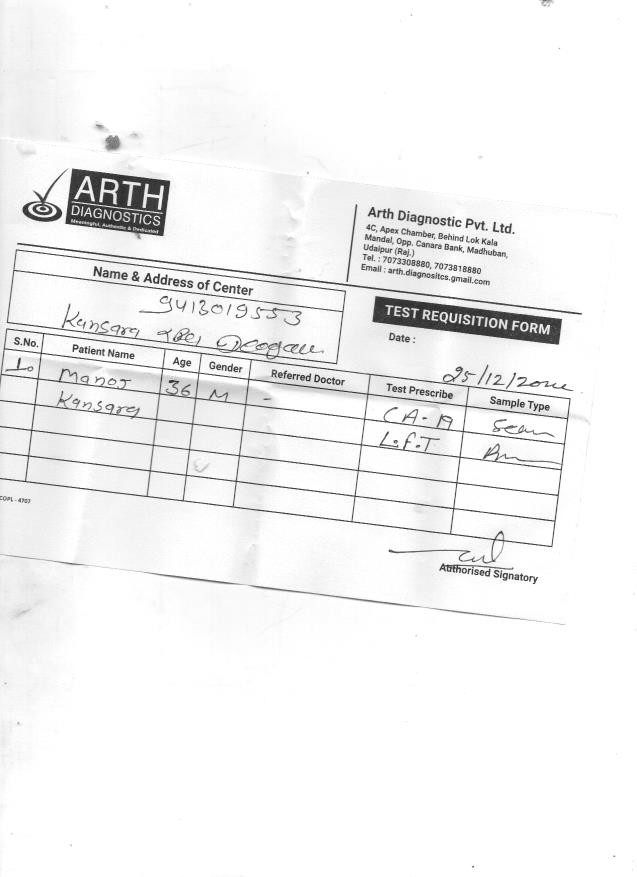 ARTH
DIAGNOSTICS
Meaningful, Authentic & Dedicated
Arth Diagnostic Pvt. Ltd.
4C, Apex Chamber, Behind Lok Kala
Mandal, Opp. Canara Bank, Madhuban,
Udaipur (Raj.)
Tel. : 7073308880, 7073818880
Email : arth.diagnositcs.gmail.com
Name & Address of Center
9413019553
Kansara
TEST REQUISITION FORM
Date :
25/12/
S.No. Patient Name Age Gender Referred Doctor Test Prescribe Sample Type
Manoj 36 M - CA-19
Kansara L.F.T
COPL - 4707
Authorised Signatory